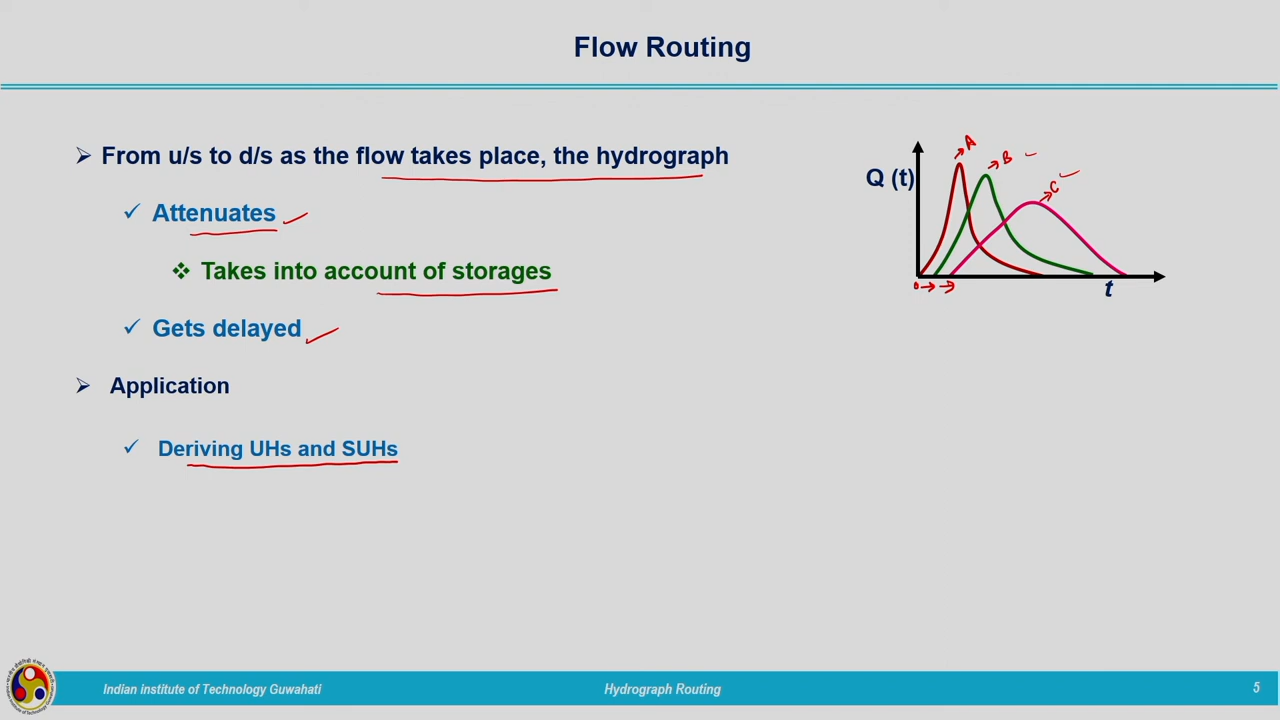 Flow Routing
From u/s to d/s as the flow takes place, the hydrograph
Attenuates
Takes into account of storages
Gets delayed
Application
Deriving UHs and SUHs
Q (t)
A
B
C
t
Indian institute of Technology Guwahati
Hydrograph Routing
5